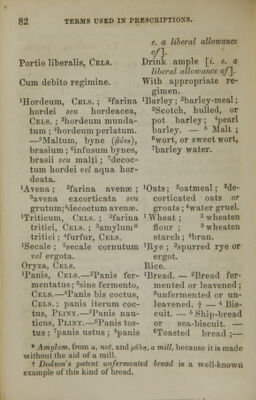 82 TERMS USED IN PRESCRIPTIONS.
e. a liberal allowance
of].
Portio liberalis, CELS.
Drink ample [i. e. a
liberal allowance of].
Cum debito regimine.
With appropriate re-
gimen.
¹Hordeum, CELS. ; ²farina
hordei seu hordeacea,
CELS. ; ³hordeum munda-
tum ; ⁴hordeum perlatum.
—⁵Maltum, byne (βύνη),
brasium ; ⁶infusum bynes,
brasii seu malti ; ⁷decoc-
tum hordei vel aqua hor-
deata.
¹Barley ; ²barley-meal ;
³Scotch, hulled, or
pot barley ; ⁴pearl
barley. — ⁵ Malt ;
⁶wort, or sweet wort,
⁷barley water.
¹Avena ; ²farina avenæ ;
³avena excorticata seu
grutum;⁴decoctum avenæ.
¹Oats; ²oatmeal ; ³de-
corticated oats or
groats ; ⁴water gruel.
¹Triticum, CELS. ; ²farina
tritici, CELS. ; ³amylum*
tritici ; ⁴furfur, CELS.
¹Wheat ; ² wheaten
flour ; ³ wheaten
starch ; ⁴bran.
¹Secale ; ²secale cornutum
vel ergota.
¹Rye ; ²spurred rye or
ergot.
Oryza, CELS.
Rice.
¹Panis, CELS.—²Panis fer-
mentatus; ³sine fermento,
CELS.—⁴Panis bis coctus,
CELS.; panis iterum coc-
tus, PLINY.—⁵Panis nau-
ticus, PLINY.—⁶Panis tos-
tus ; ⁷panis ustus ; ⁸panis
¹Bread. — ²Bread fer-
mented or leavened ;
³unfermented or un-
leavened. † — ⁴ Bis-
cuit. — ⁵ Ship-bread
or sea-biscuit. —
⁶Toasted bread ;—
* Amylum, from α, not, and μύλη, a mill, because it is made
without the aid of a mill.
† Dodson's patent unfermented bread is a well-known
example of this kind of bread.